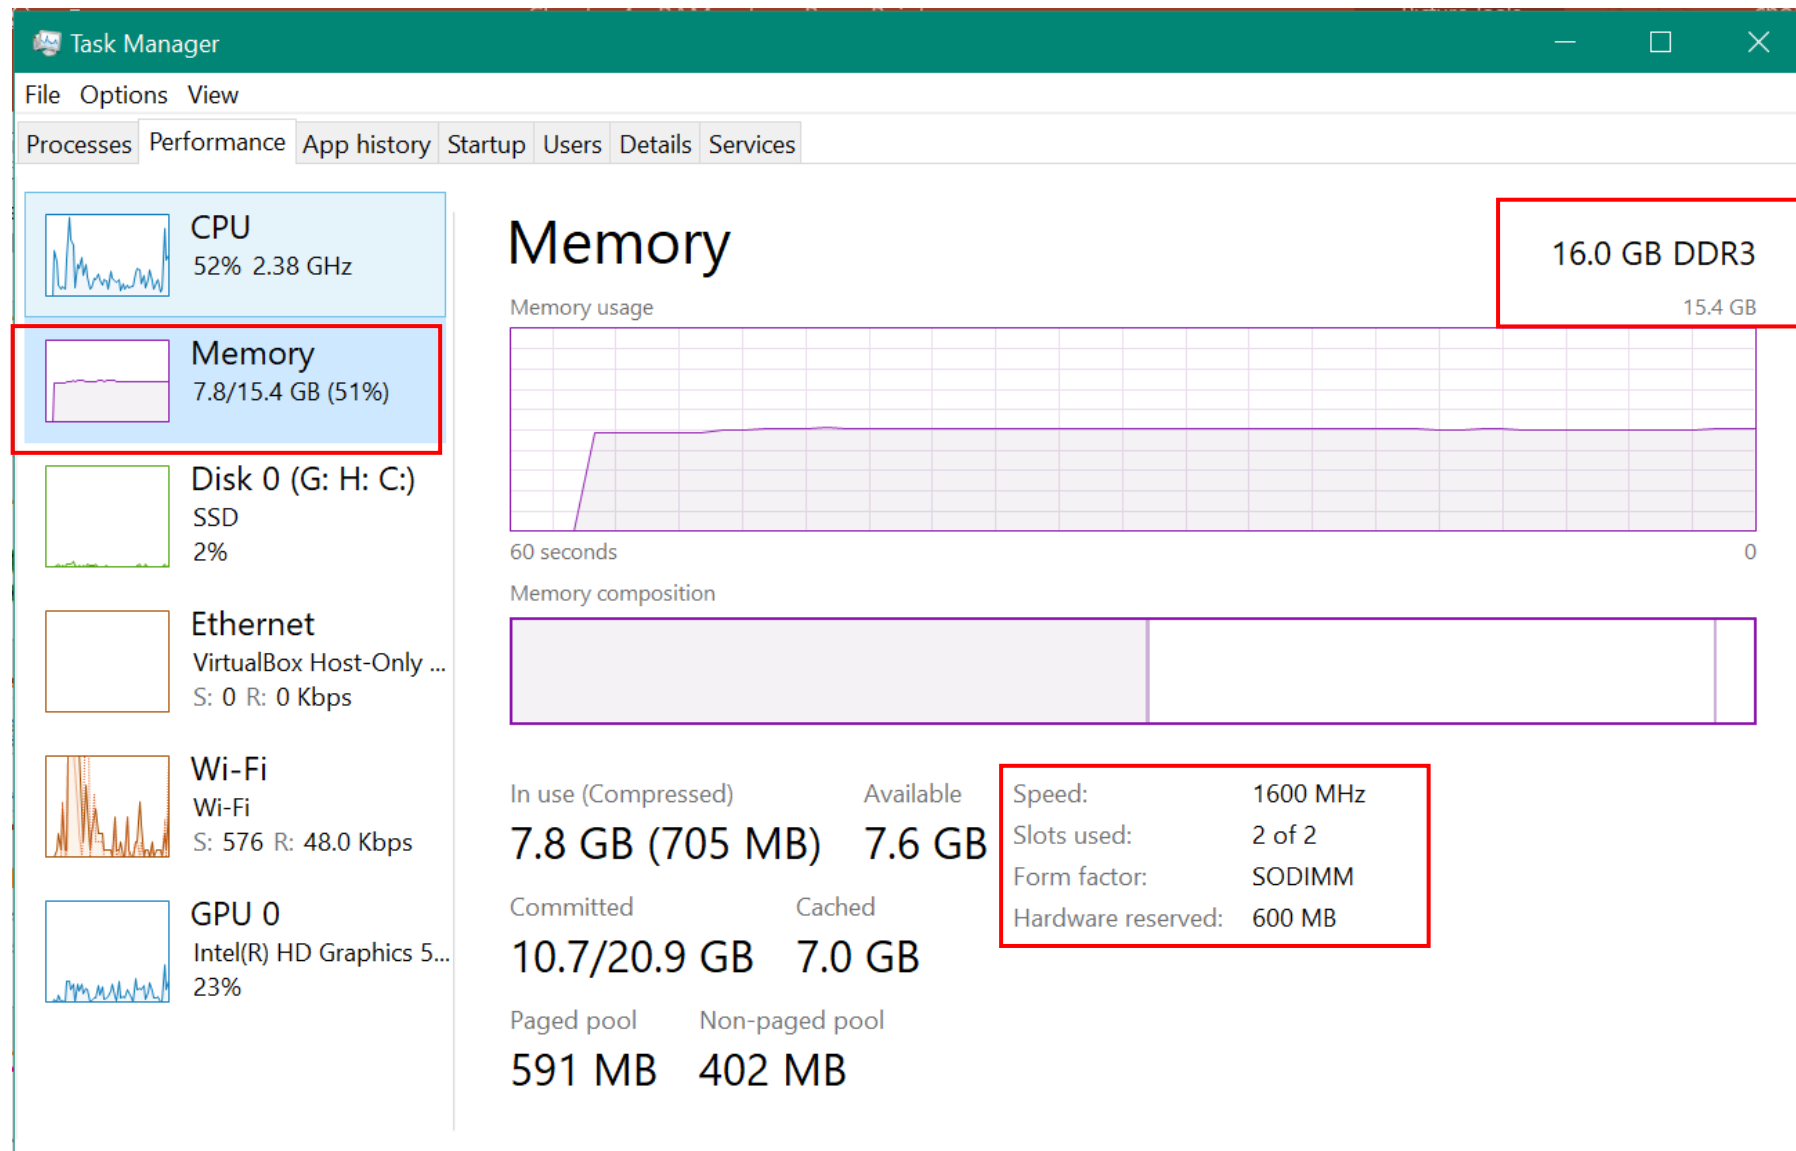 Task Manager
File Options View
Processes Performance App history Startup Users Details Services
CPU
52% 2.38 GHz
Memory
7.8/15.4 GB (51%)
Disk 0 (G: H: C:)
SSD
2%
Ethernet
VirtualBox Host-Only ...
S: 0 R: 0 Kbps
Wi-Fi
Wi-Fi
S: 576 R: 48.0 Kbps
GPU 0
Intel(R) HD Graphics 5...
23%
Memory
16.0 GB DDR3
Memory usage
15.4 GB
60 seconds
0
Memory composition
In use (Compressed)
7.8 GB (705 MB)
Available
7.6 GB
Committed
10.7/20.9 GB
Cached
7.0 GB
Paged pool
591 MB
Non-paged pool
402 MB
Speed: 1600 MHz
Slots used: 2 of 2
Form factor: SODIMM
Hardware reserved: 600 MB